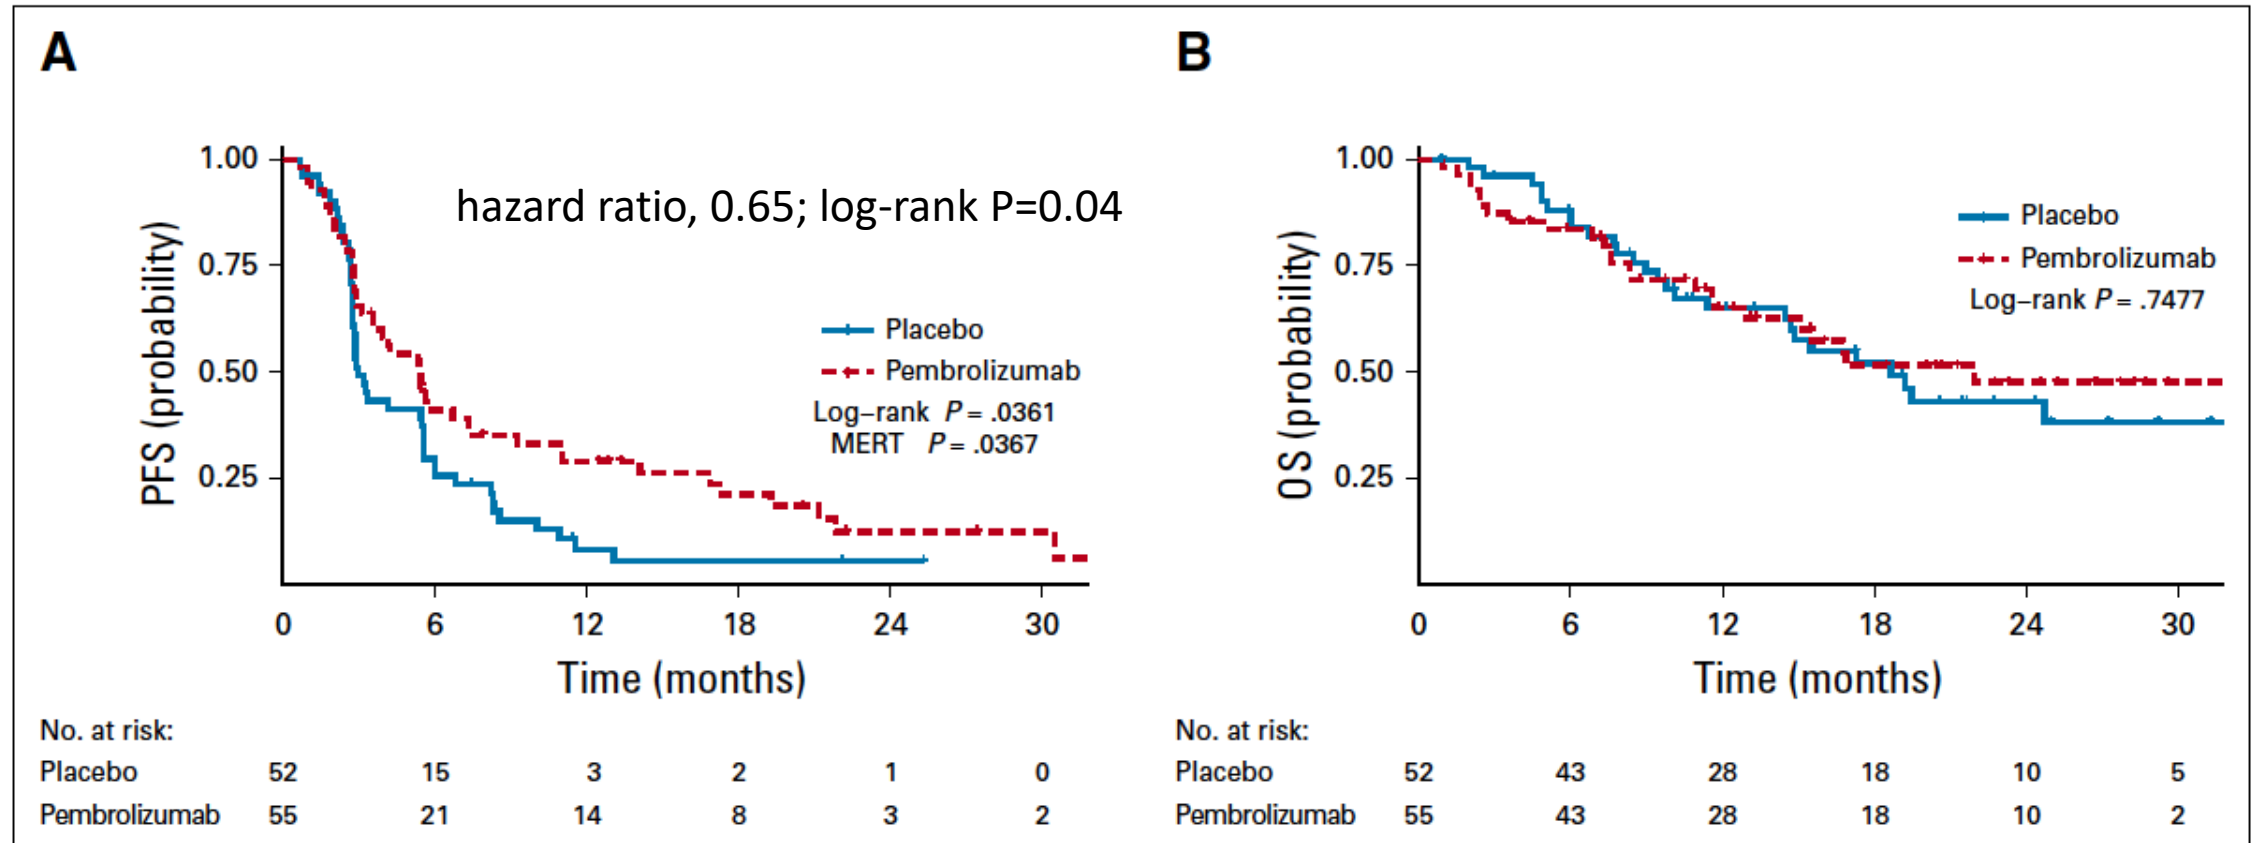 A
hazard ratio, 0.65; log-rank P=0.04
PFS (probability)
1.00
0.75
0.50
0.25
Placebo
Pembrolizumab
Log–rank P = .0361
MERT P = .0367
0 6 12 18 24 30
Time (months)
No. at risk:
Placebo 52 15 3 2 1 0
Pembrolizumab 55 21 14 8 3 2
B
OS (probability)
1.00
0.75
0.50
0.25
Placebo
Pembrolizumab
Log–rank P = .7477
0 6 12 18 24 30
Time (months)
No. at risk:
Placebo 52 43 28 18 10 5
Pembrolizumab 55 43 28 18 10 2